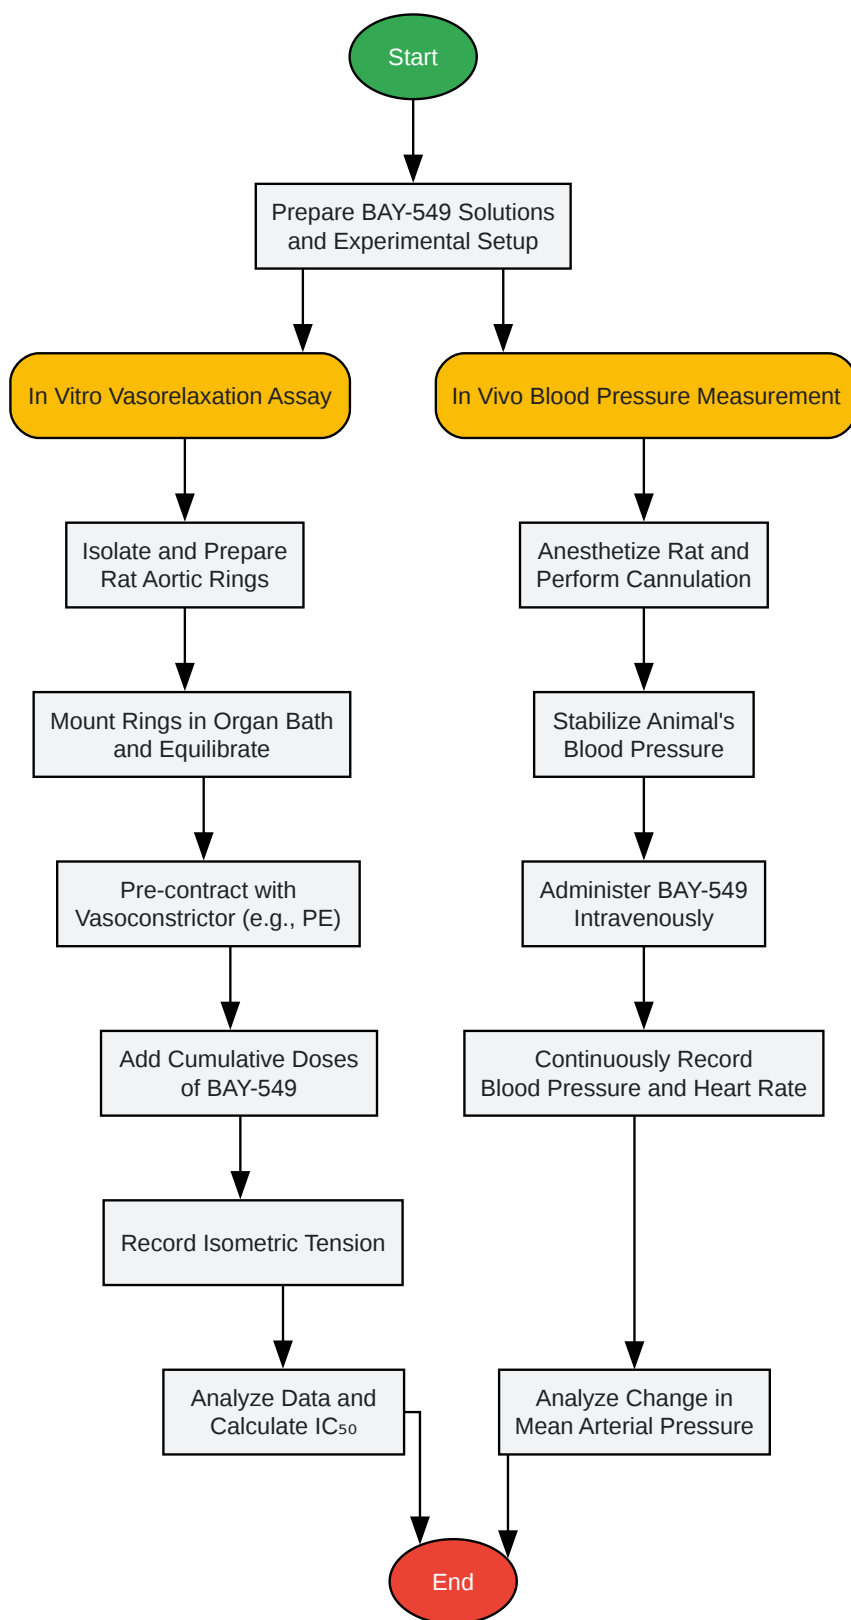 Start
Prepare BAY-549 Solutions
and Experimental Setup
In Vitro Vasorelaxation Assay
In Vivo Blood Pressure Measurement
Isolate and Prepare
Rat Aortic Rings
Anesthetize Rat and
Perform Cannulation
Mount Rings in Organ Bath
and Equilibrate
Stabilize Animal's
Blood Pressure
Pre-contract with
Vasoconstrictor (e.g., PE)
Administer BAY-549
Intravenously
Add Cumulative Doses
of BAY-549
Continuously Record
Blood Pressure and Heart Rate
Record Isometric Tension
Analyze Data and
Calculate IC₅₀
Analyze Change in
Mean Arterial Pressure
End